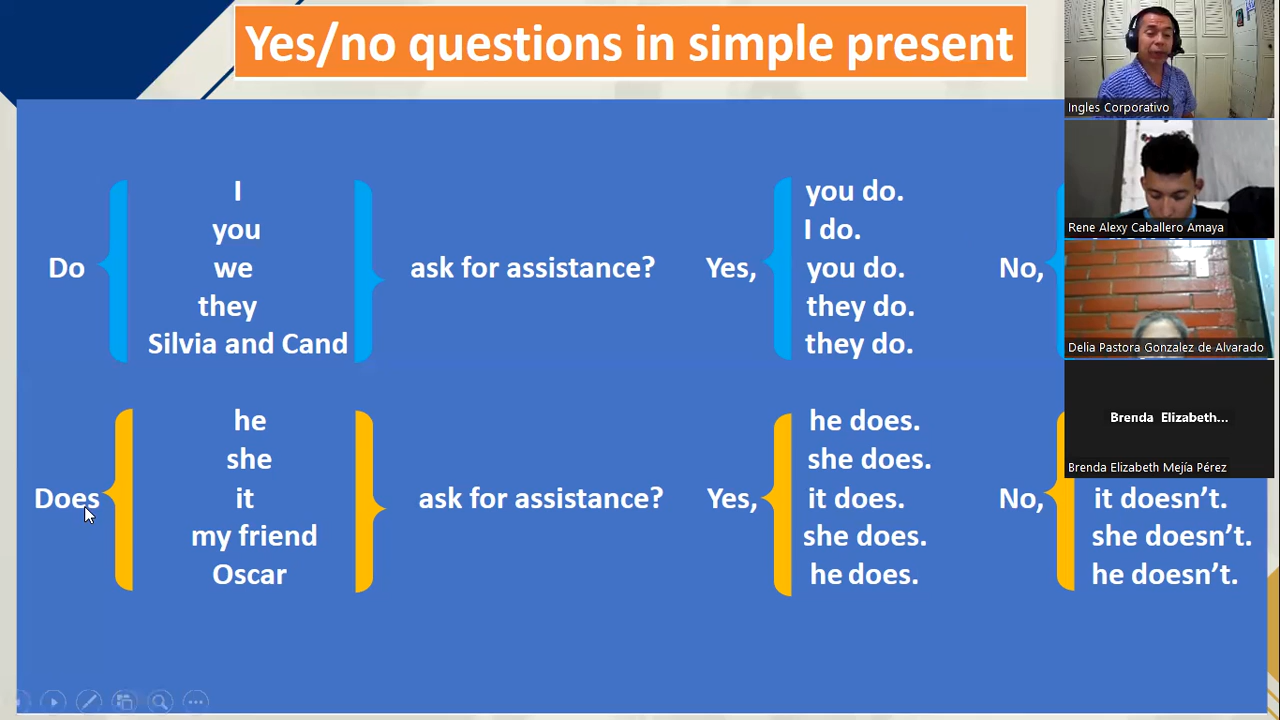 Yes/no questions in simple present
I
you
Do we ask for assistance?
they
Silvia and Cand
Yes,
you do.
I do.
you do.
they do.
they do.
No,
he
she
Does it ask for assistance?
my friend
Oscar
Yes,
he does.
she does.
it does.
she does.
he does.
No,
it doesn’t.
she doesn’t.
he doesn’t.
Ingles Corporativo
Rene Alexy Caballero Amaya
Delia Pastora Gonzalez de Alvarado
Brenda Elizabeth...
Brenda Elizabeth Mejía Pérez